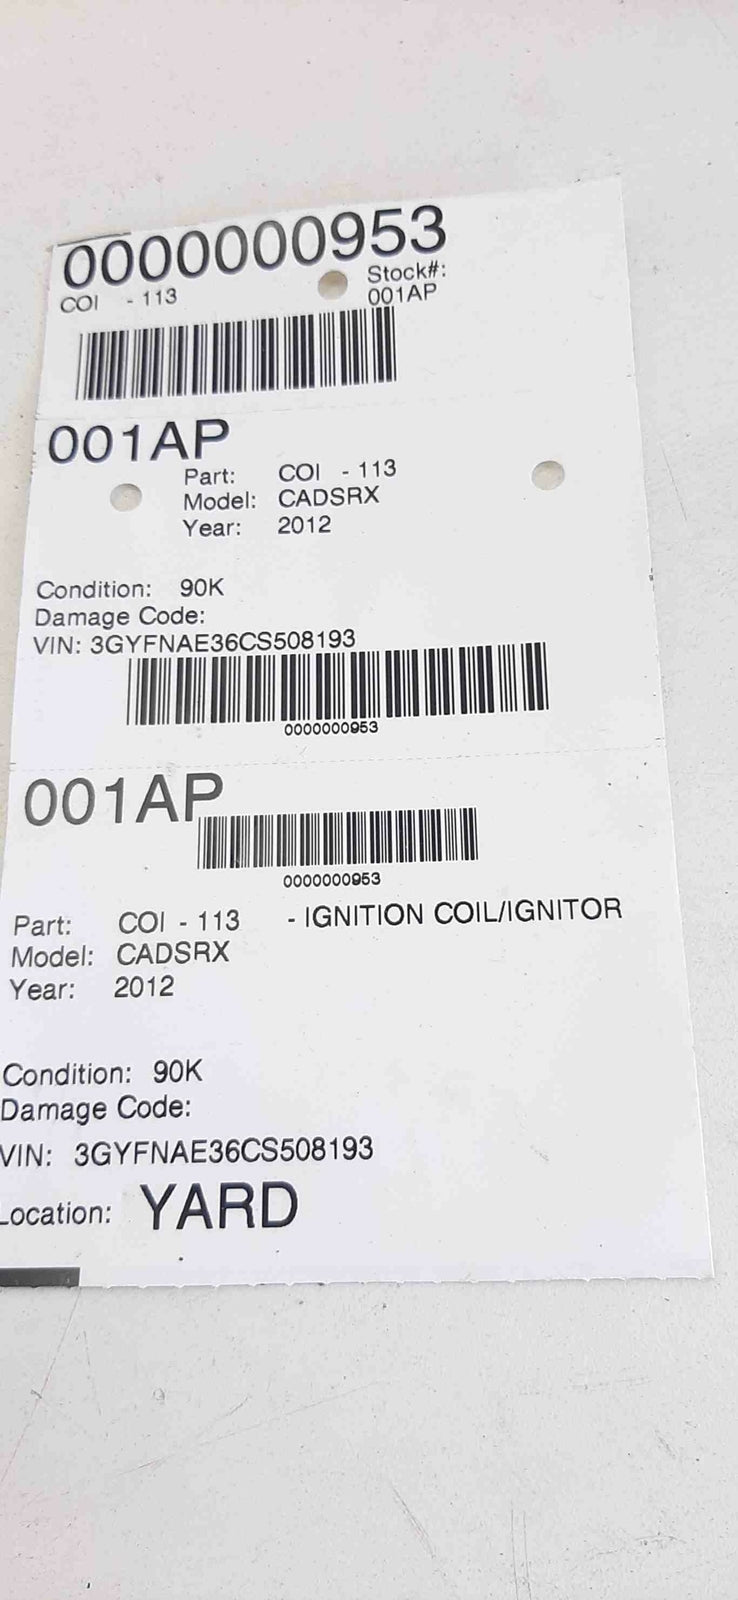 0000000953
COI - 113
Stock#:
001AP
001AP
Part: COI - 113
Model: CADSRX
Year: 2012
Condition: 90K
Damage Code:
VIN: 3GYFNAE36CS508193
0000000953
001AP
0000000953
Part: COI - 113 - IGNITION COIL/IGNITOR
Model: CADSRX
Year: 2012
Condition: 90K
Damage Code:
VIN: 3GYFNAE36CS508193
Location: YARD